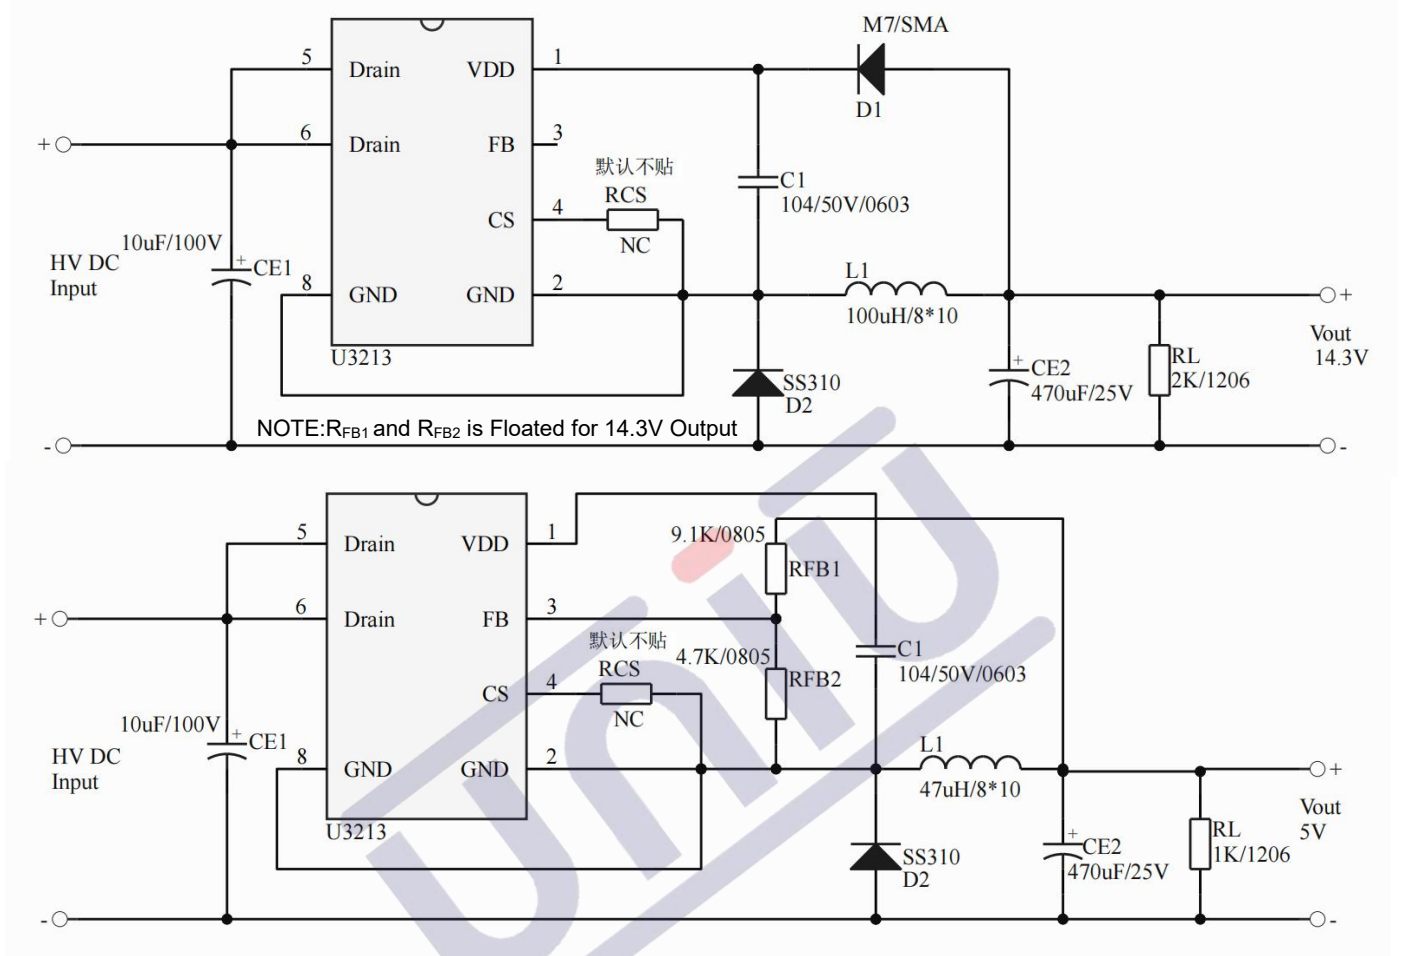 M7/SMA
D1
5
Drain
VDD
1
+
6
Drain
FB
3
默认不贴
RCS
CS
4
NC
C1
104/50V/0603
10uF/100V
+
CE1
HV DC
Input
8
GND
GND
2
L1
100uH/8*10
+
Vout
14.3V
U3213
SS310
D2
+
CE2
470uF/25V
RL
2K/1206
NOTE:RFB1 and RFB2 is Floated for 14.3V Output
-
-
5
Drain
VDD
1
9.1K/0805
RFB1
+
6
Drain
FB
3
默认不贴
RCS
CS
4
NC
4.7K/0805
RFB2
C1
104/50V/0603
10uF/100V
+
CE1
HV DC
Input
8
GND
GND
2
L1
47uH/8*10
+
Vout
5V
U3213
SS310
D2
+
CE2
470uF/25V
RL
1K/1206
-
-
uniu